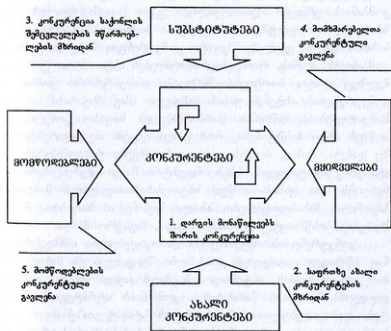 3. კონკურენცია საქონლის
შემცვლელების მწარმოე-
ბლების მხრიდან
სუბსტიტუტები
4. მომხმარებელთა
კონკურენტული
გავლენა
მომწოდებლები
კონკურენტები
მყიდველები
1. დარგის მონაწილეებს
შორის კონკურენცია
5. მომწოდებლების
კონკურენტული
გავლენა
2. საფრთხე ახალი
კონკურენტების
მხრიდან
ახალი
კონკურენტები